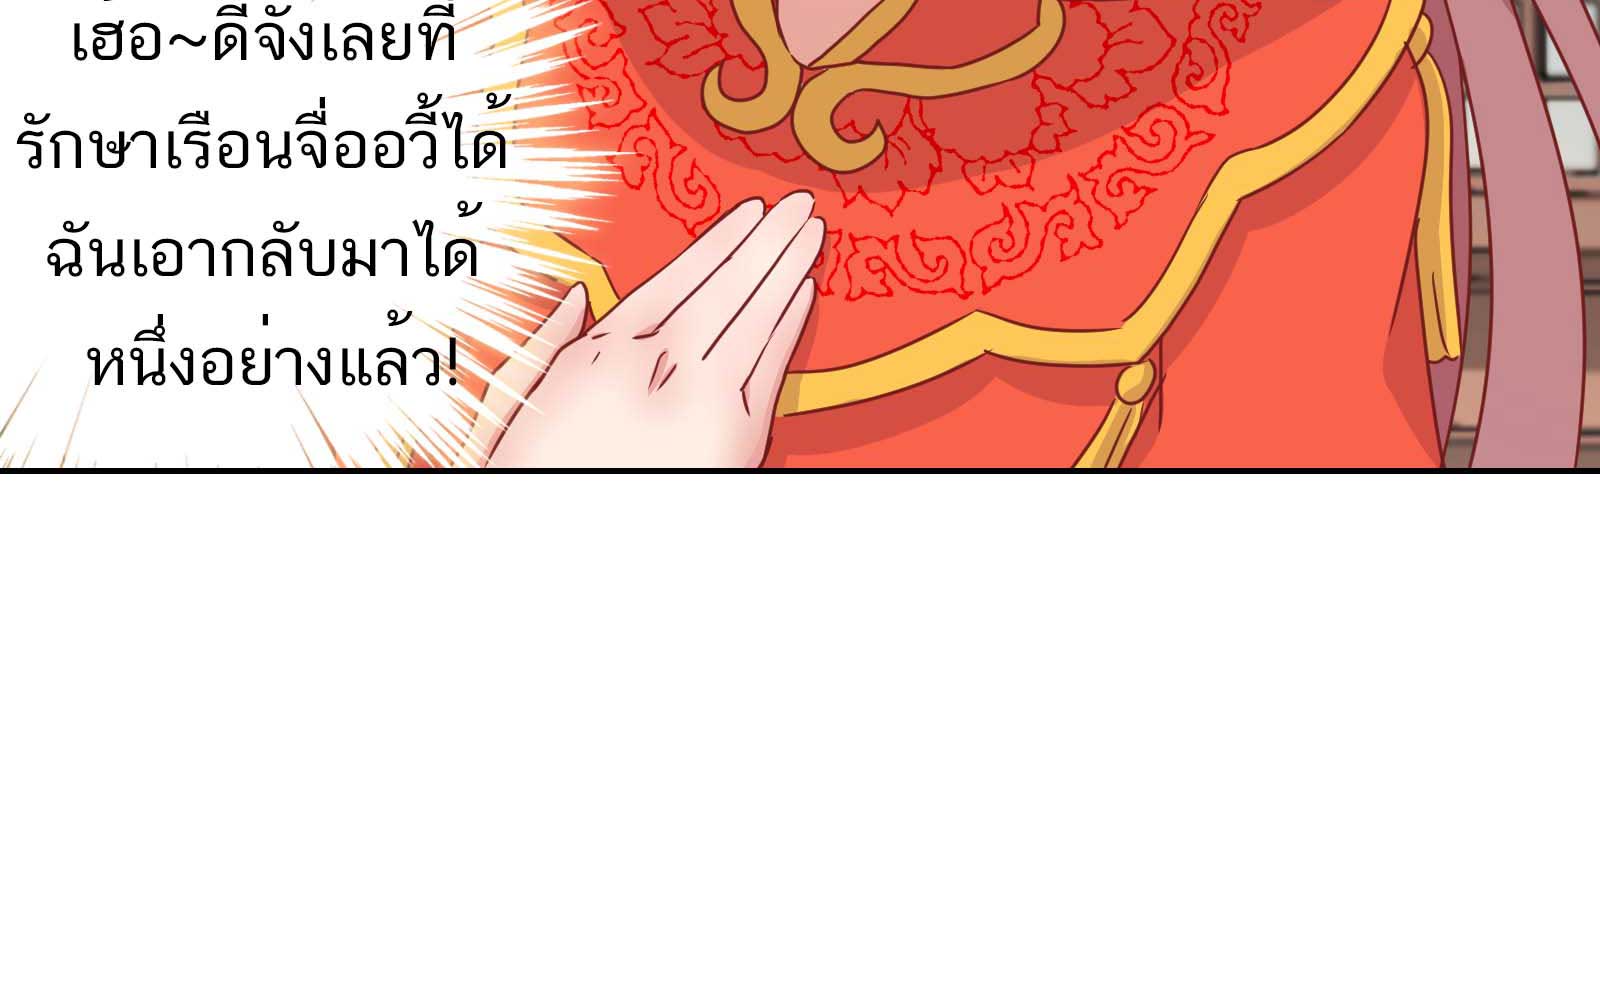 เฮ้อ~ดีจังเลยที่
รักษาเรือนจื่ออวี้ได้
ฉันเอากลับมาได้
หนึ่งอย่างแล้ว!